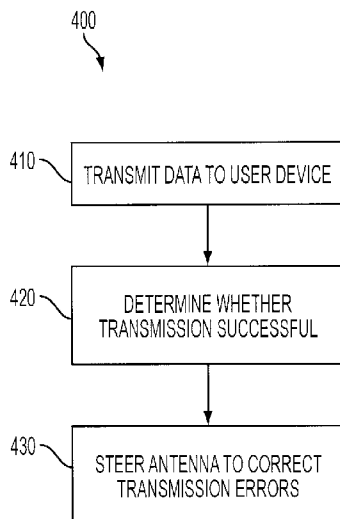 400
410
TRANSMIT DATA TO USER DEVICE
420
DETERMINE WHETHER
TRANSMISSION SUCCESSFUL
430
STEER ANTENNA TO CORRECT
TRANSMISSION ERRORS